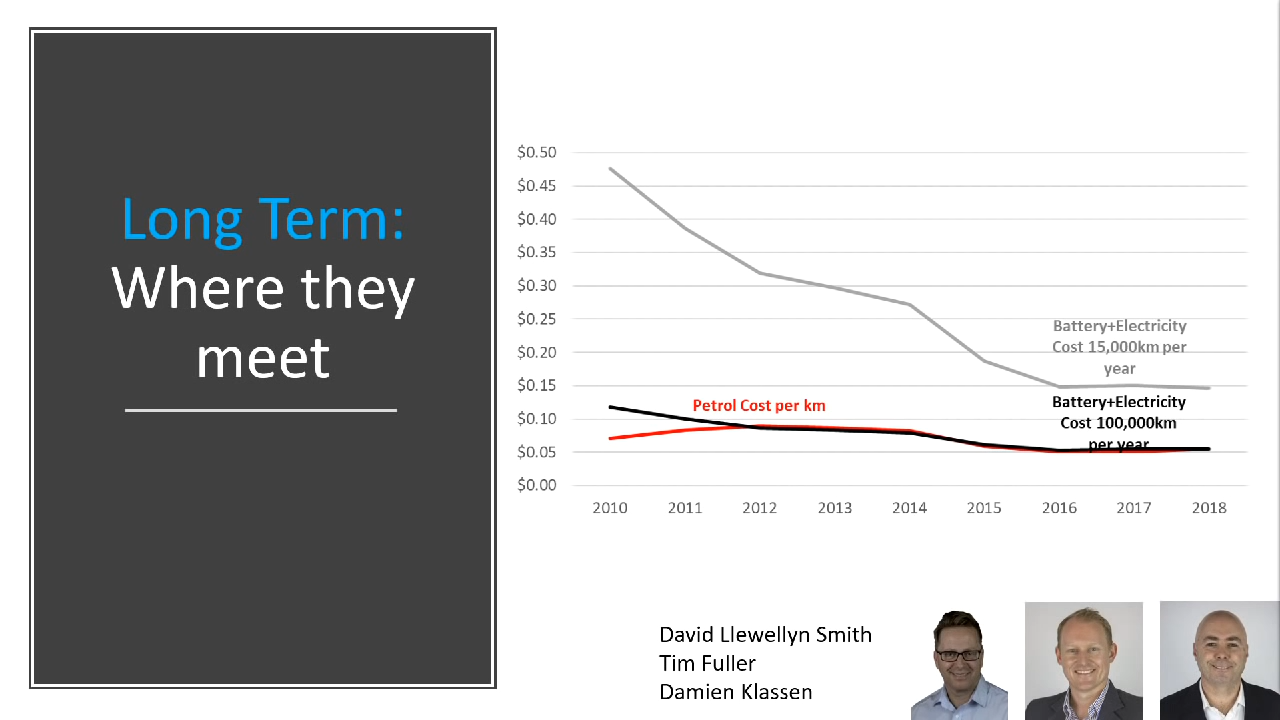 Long Term:
Where they
meet
$0.50
$0.45
$0.40
$0.35
$0.30
$0.25
$0.20
$0.15
$0.10
$0.05
$0.00
Battery+Electricity
Cost 15,000km per
year
Petrol Cost per km
Battery+Electricity
Cost 100,000km
per year
2010 2011 2012 2013 2014 2015 2016 2017 2018
David Llewellyn Smith
Tim Fuller
Damien Klassen